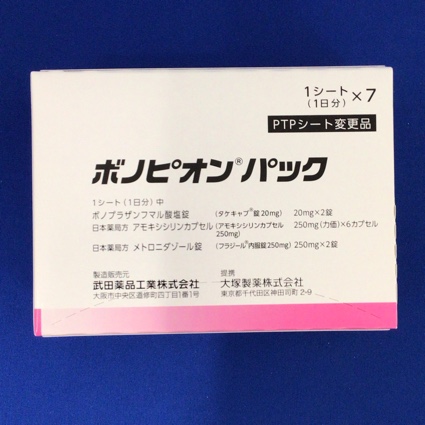 1シート
(1日分) ×7
PTPシート変更品
ボノピオン®パック
1シート(1日分)中
ボノプラザンフマル酸塩錠 (タケキャブ®錠20mg) 20mg×2錠
日本薬局方 アモキシシリンカプセル (アモキシシリンカプセル 250mg) 250mg(力価)×6カプセル
日本薬局方 メトロニダゾール錠 (フラジール®内服錠250mg) 250mg×2錠
製造販売元
武田薬品工業株式会社
大阪市中央区道修町四丁目1番1号
提携
大塚製薬株式会社
東京都千代田区神田司町2-9